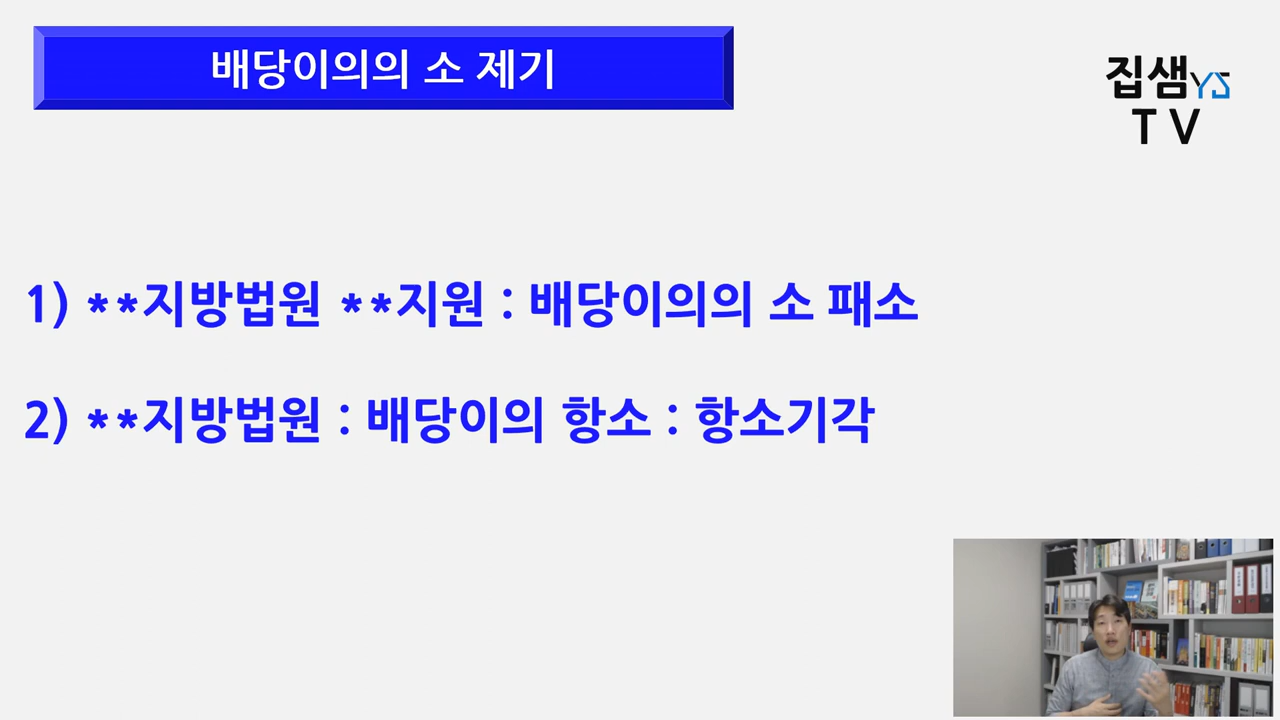 배당이의의 소 제기
집샘YS
TV
1) **지방법원 **지원 : 배당이의의 소 패소
2) **지방법원 : 배당이의 항소 : 항소기각